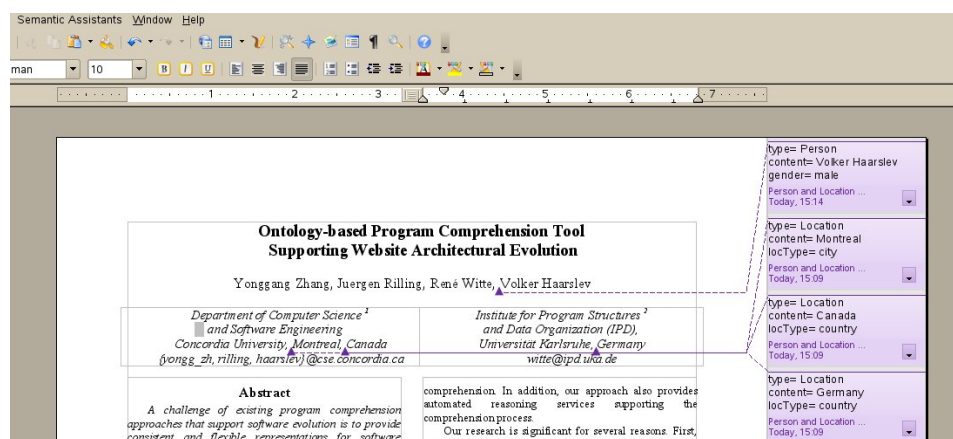 Semantic Assistants Window Help
man 10
1 2 3 4 5 6 7
Ontology-based Program Comprehension Tool
Supporting Website Architectural Evolution
Yonggang Zhang, Juergen Rilling, René Witte, Volker Haarslev
Department of Computer Science 1
and Software Engineering
Concordia University, Montreal, Canada
{yongg_zh, rilling, haarslev}@cse.concordia.ca
Institute for Program Structures 2
and Data Organization (IPD),
Universität Karlsruhe, Germany
witte@ipd.uka.de
Abstract
A challenge of existing program comprehension
approaches that support software evolution is to provide
consistent and flexible representations for software
comprehension. In addition, our approach also provides
automated reasoning services supporting the
comprehension process.
Our research is significant for several reasons. First,
type= Person
content= Volker Haarslev
gender= male
Person and Location ...
Today, 15:14
type= Location
content= Montreal
locType= city
Person and Location ...
Today, 15:09
type= Location
content= Canada
locType= country
Person and Location ...
Today, 15:09
type= Location
content= Germany
locType= country
Person and Location ...
Today, 15:09